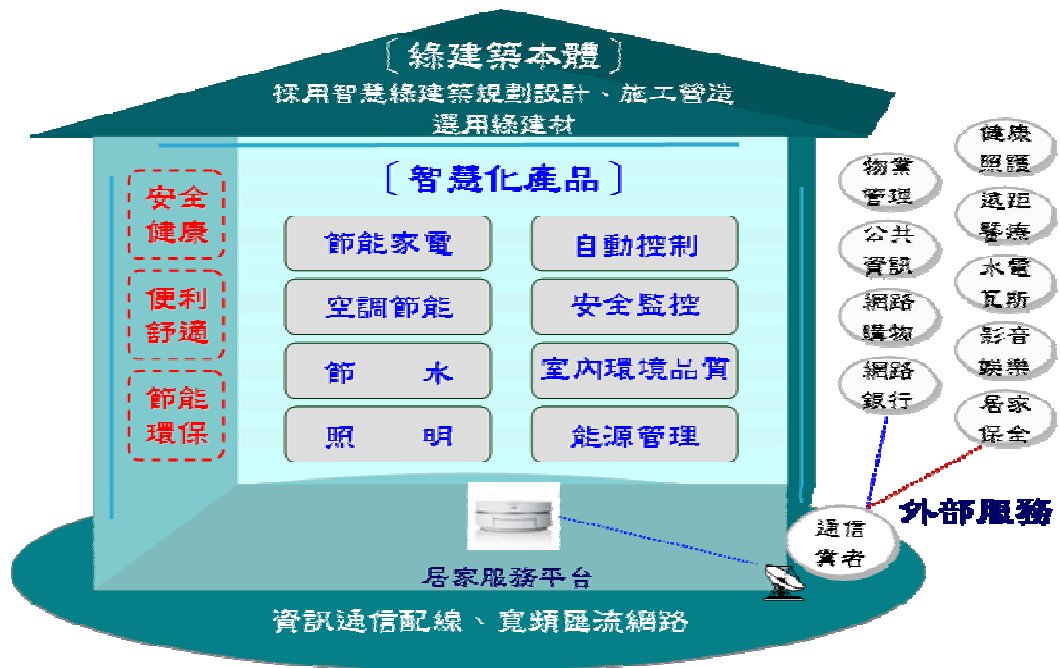 〔綠建築本體〕
採用智慧綠建築規劃設計、施工營造
選用綠建材
〔智慧化產品〕
安全
健康
便利
舒適
節能
環保
節能家電
自動控制
空調節能
安全監控
節 水
室內環境品質
照 明
能源管理
居家服務平台
資訊通信配線、寬頻匯流網路
物業
管理
公共
資訊
網路
購物
網路
銀行
健康
照護
遠距
醫療
水電
瓦斯
影音
娛樂
居家
保全
外部服務
通信
業者